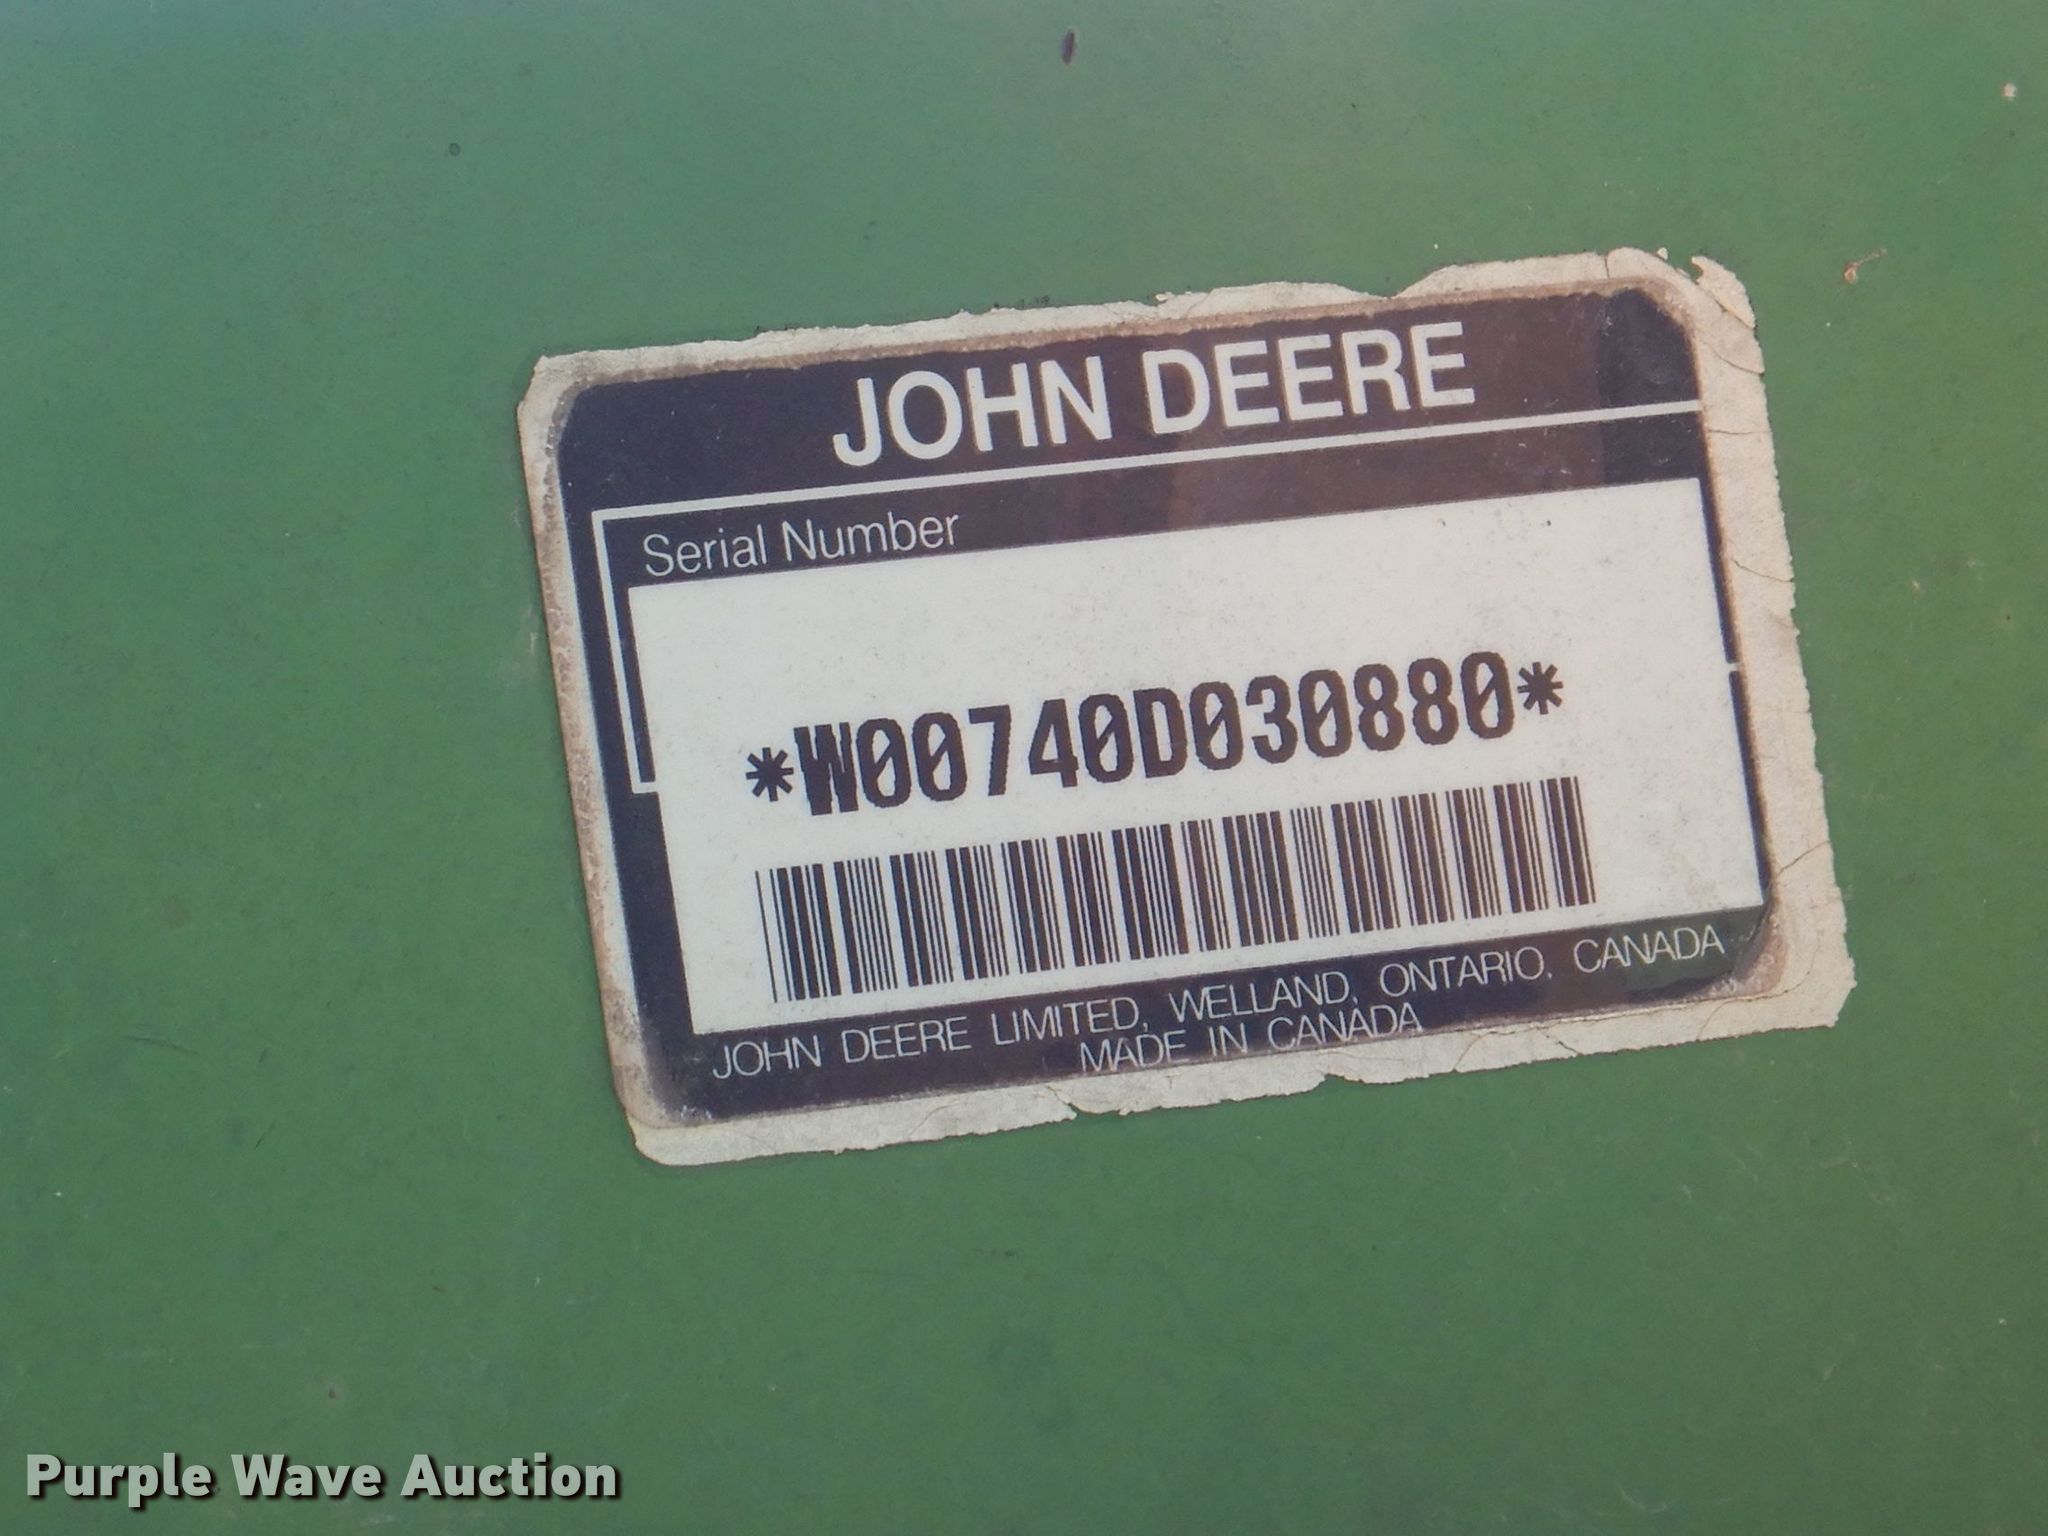 JOHN DEERE
Serial Number
*W00740D030880*
JOHN DEERE LIMITED, WELLAND, ONTARIO, CANADA
MADE IN CANADA
Purple Wave Auction